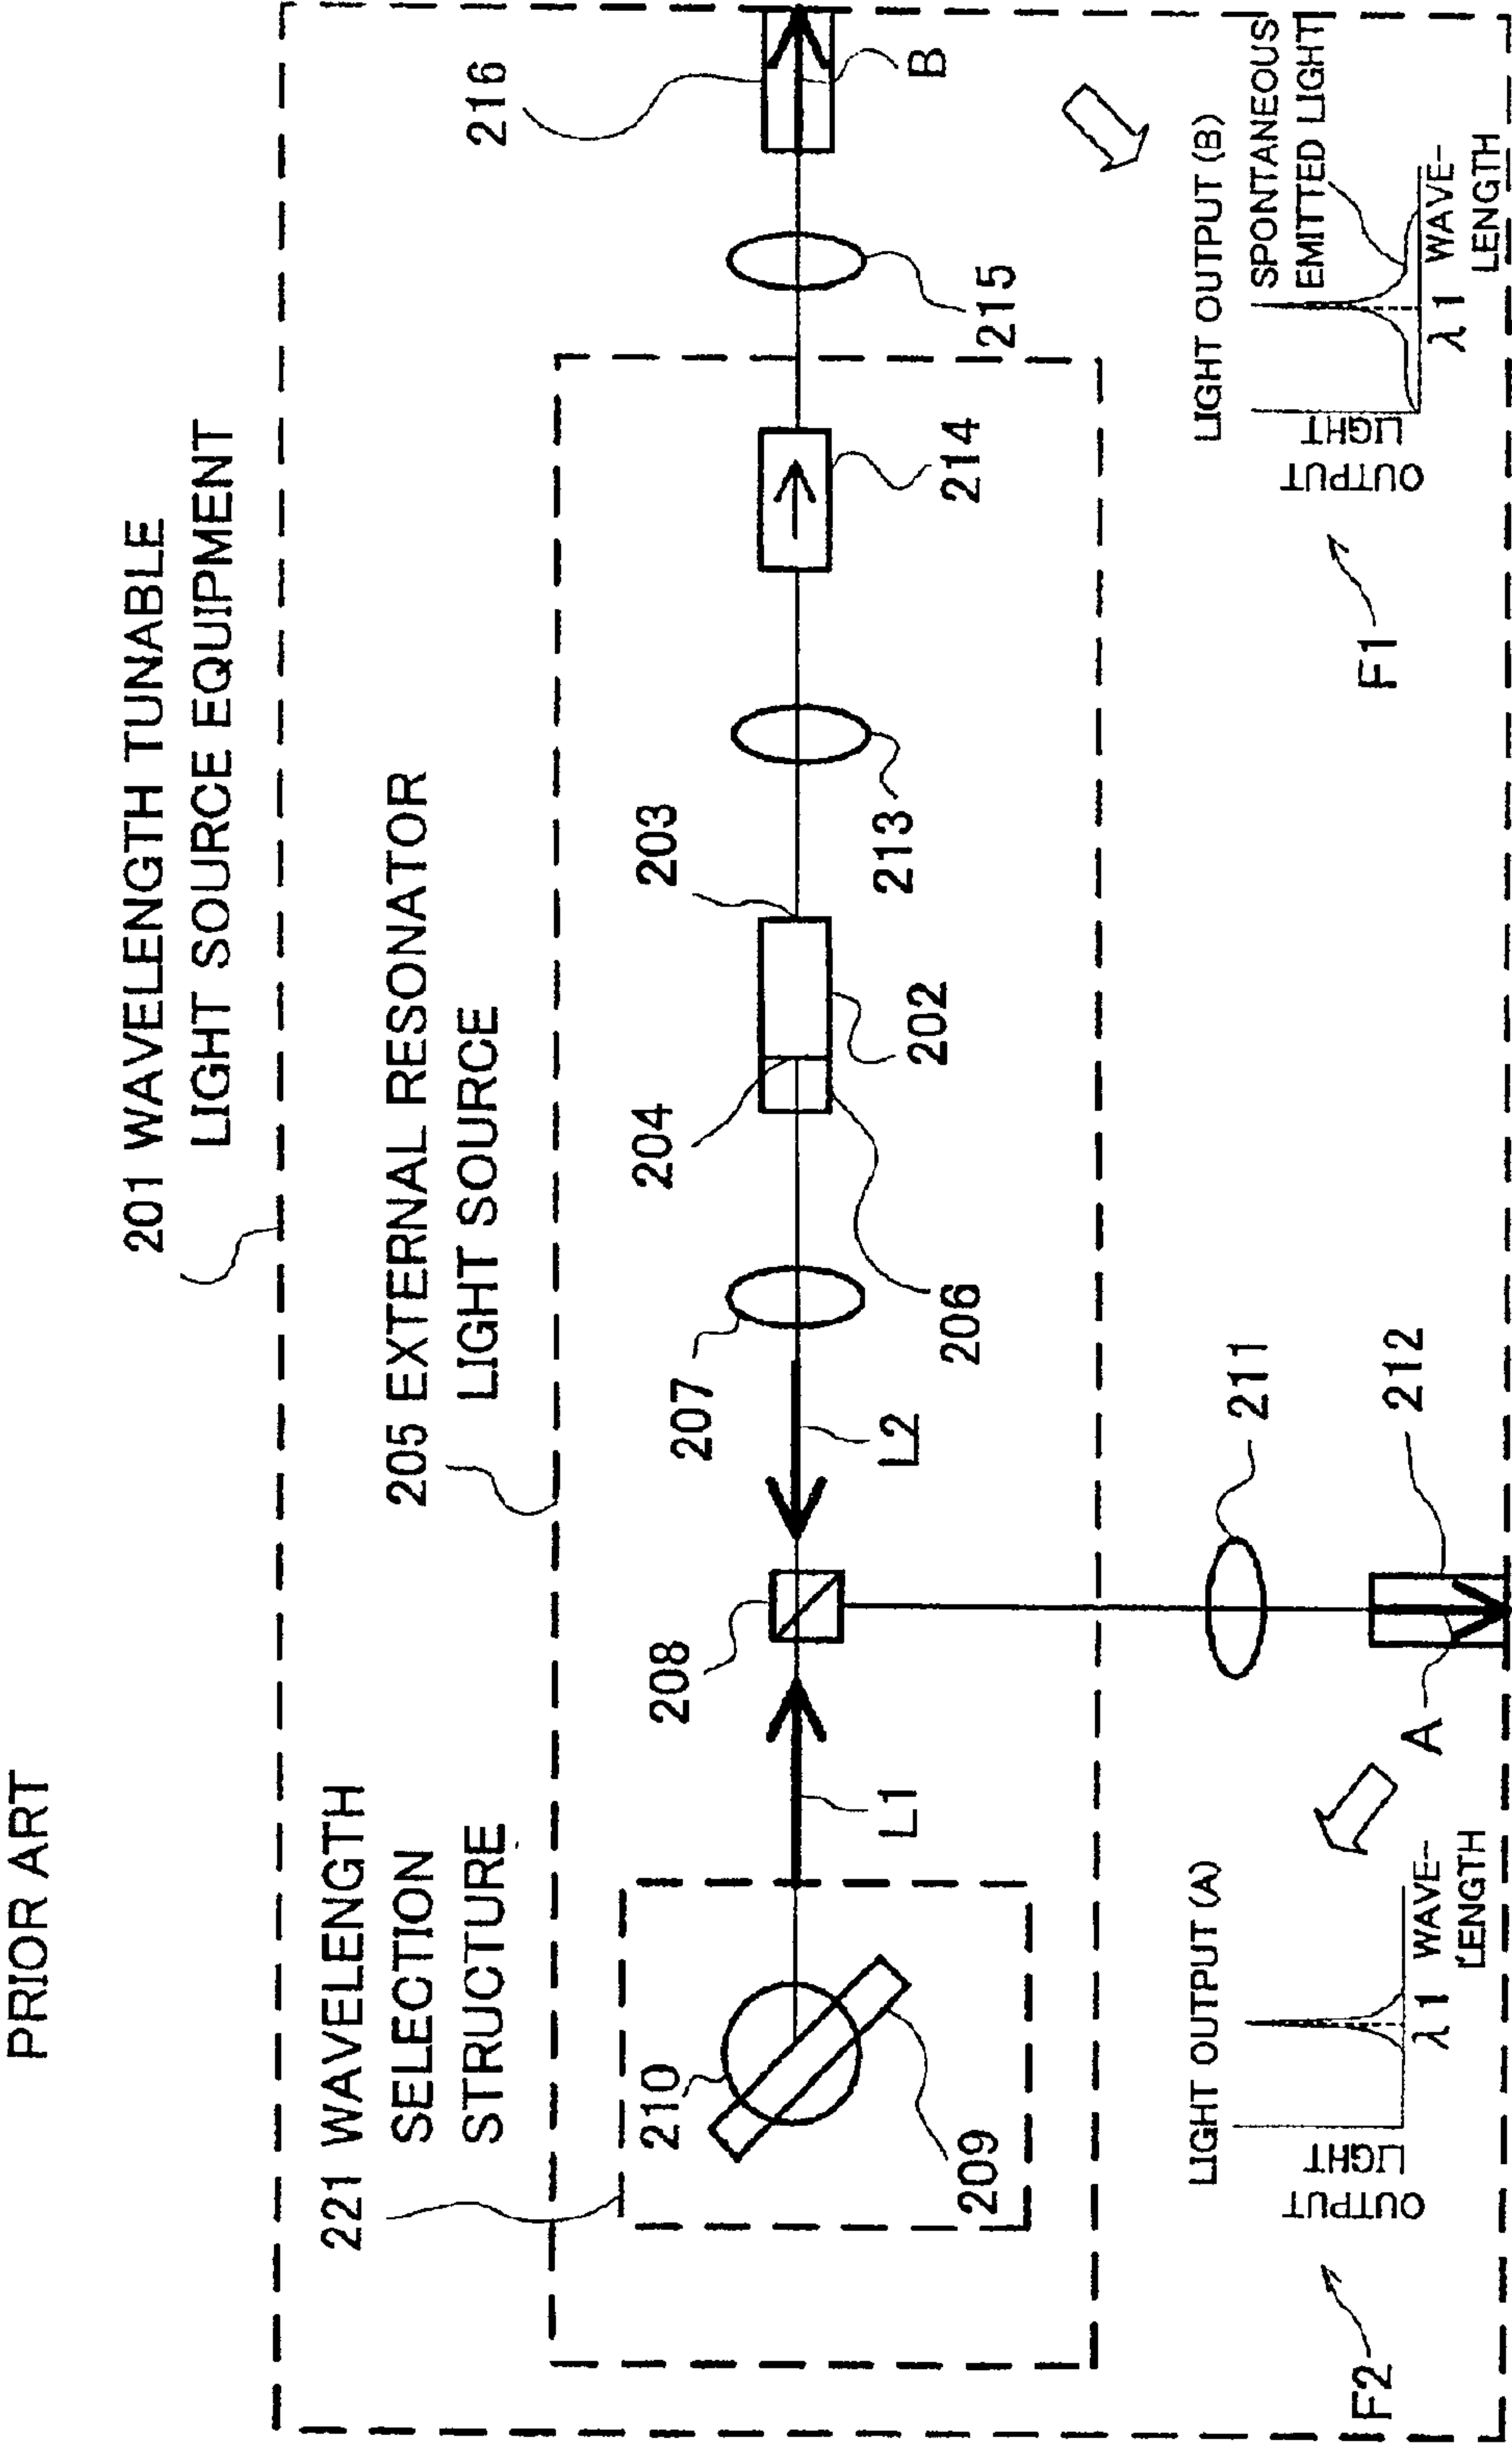 PRIOR ART
201 WAVELENGTH TUNABLE
LIGHT SOURCE EQUIPMENT
205 EXTERNAL RESONATOR
LIGHT SOURCE
221 WAVELENGTH
SELECTION
STRUCTURE
210
209
L1
208
L2
207
206
204
202
203
213
214
215
216
B
211
212
A
LIGHT OUTPUT (A)
LIGHT
OUTPUT
λ1
WAVE-
LENGTH
F2
LIGHT OUTPUT (B)
SPONTANEOUS
EMITTED LIGHT
LIGHT
OUTPUT
λ1
WAVE-
LENGTH
F1